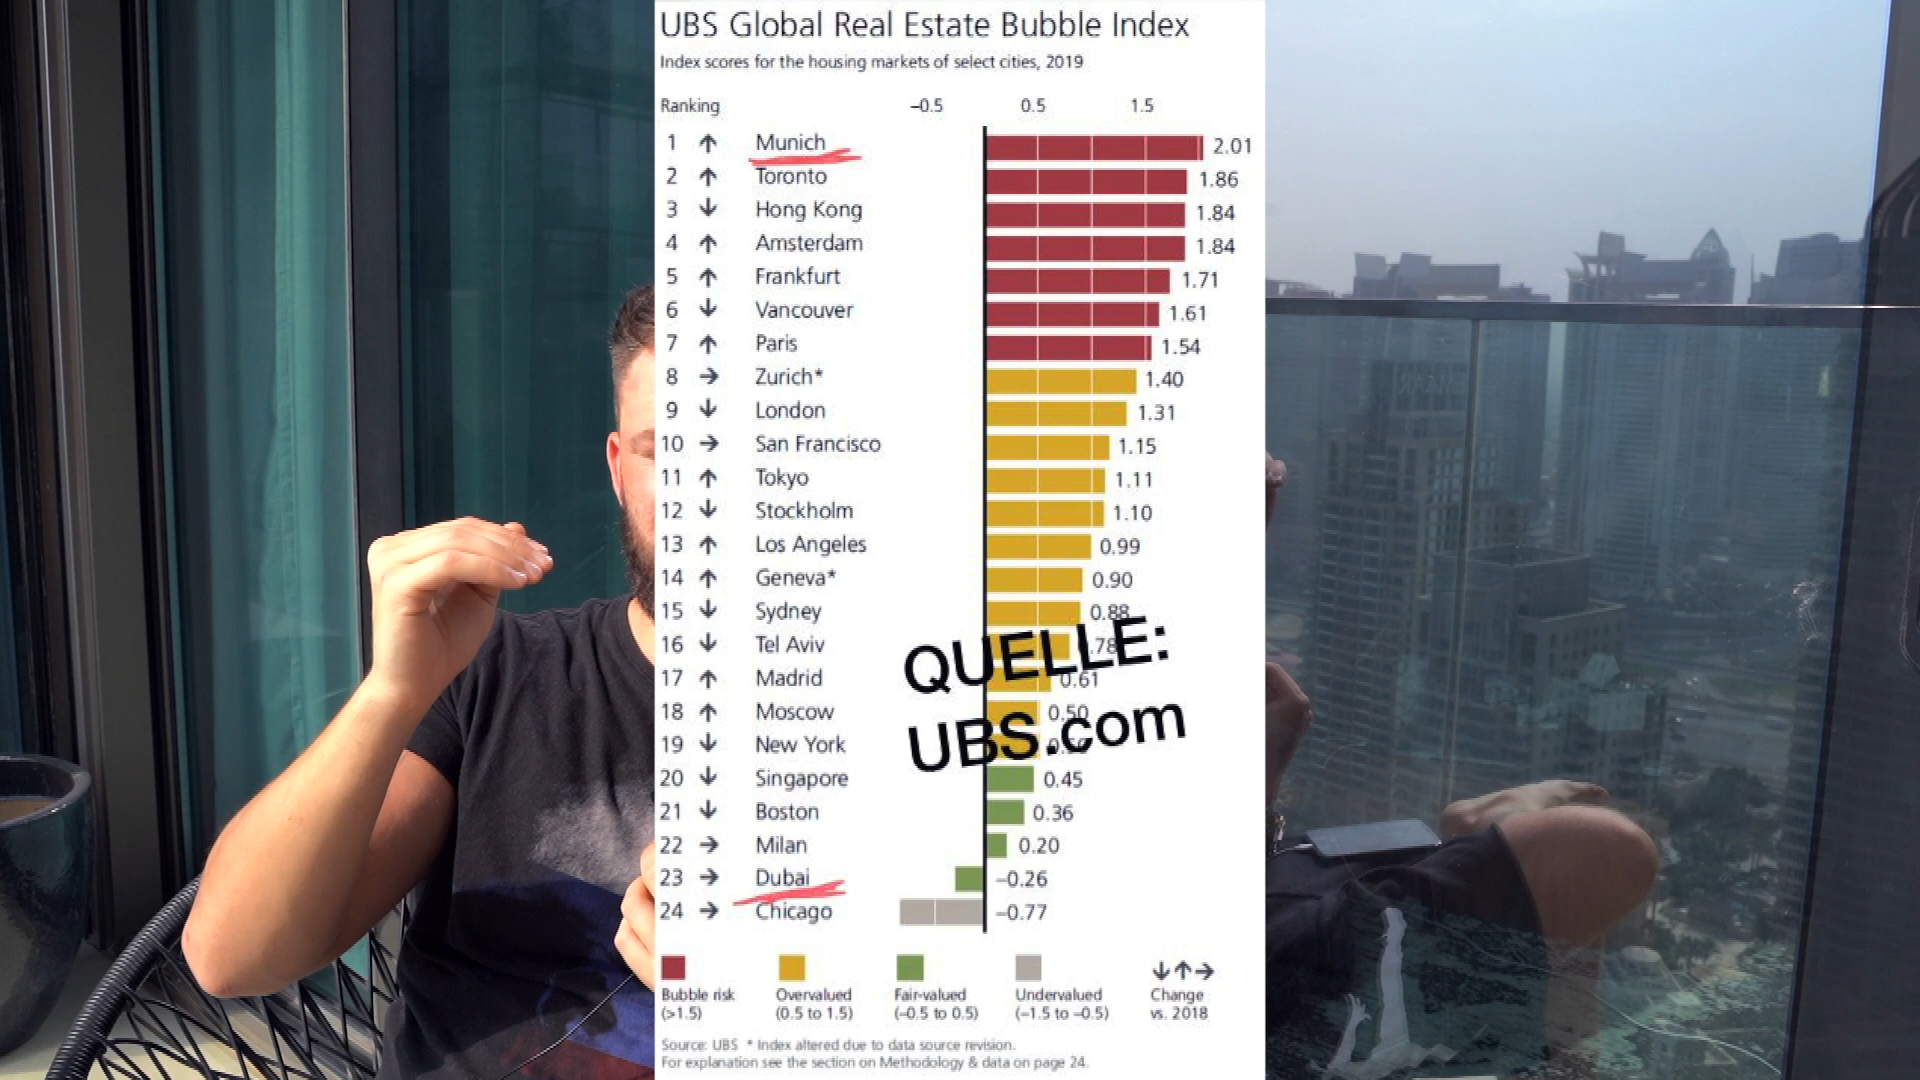 UBS Global Real Estate Bubble Index
Index scores for the housing markets of select cities, 2019
Ranking –0.5 0.5 1.5
1 ↑ Munich 2.01
2 ↑ Toronto 1.86
3 ↓ Hong Kong 1.84
4 ↑ Amsterdam 1.84
5 ↑ Frankfurt 1.71
6 ↓ Vancouver 1.61
7 ↑ Paris 1.54
8 → Zurich* 1.40
9 ↓ London 1.31
10 → San Francisco 1.15
11 ↑ Tokyo 1.11
12 ↓ Stockholm 1.10
13 ↑ Los Angeles 0.99
14 ↑ Geneva* 0.90
15 ↓ Sydney 0.88
16 ↓ Tel Aviv
17 ↑ Madrid 0.61
18 ↑ Moscow 0.50
19 ↓ New York
20 ↓ Singapore 0.45
21 ↓ Boston 0.36
22 → Milan 0.20
23 → Dubai –0.26
24 → Chicago –0.77
QUELLE:
UBS.com
Bubble risk Overvalued Fair-valued Undervalued Change
(>1.5) (0.5 to 1.5) (–0.5 to 0.5) (–1.5 to –0.5) vs. 2018
↓↑→
Source: UBS * Index altered due to data source revision.
For explanation see the section on Methodology & data on page 24.